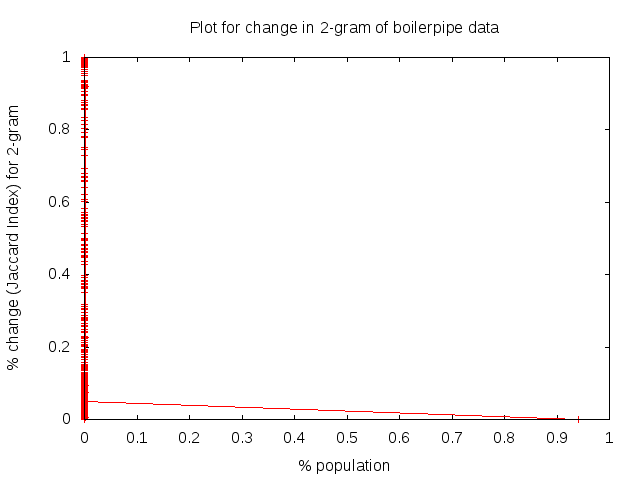 Plot for change in 2-gram of boilerpipe data
% change (Jaccard Index) for 2-gram
1
0.8
0.6
0.4
0.2
0
0 0.1 0.2 0.3 0.4 0.5 0.6 0.7 0.8 0.9 1
% population